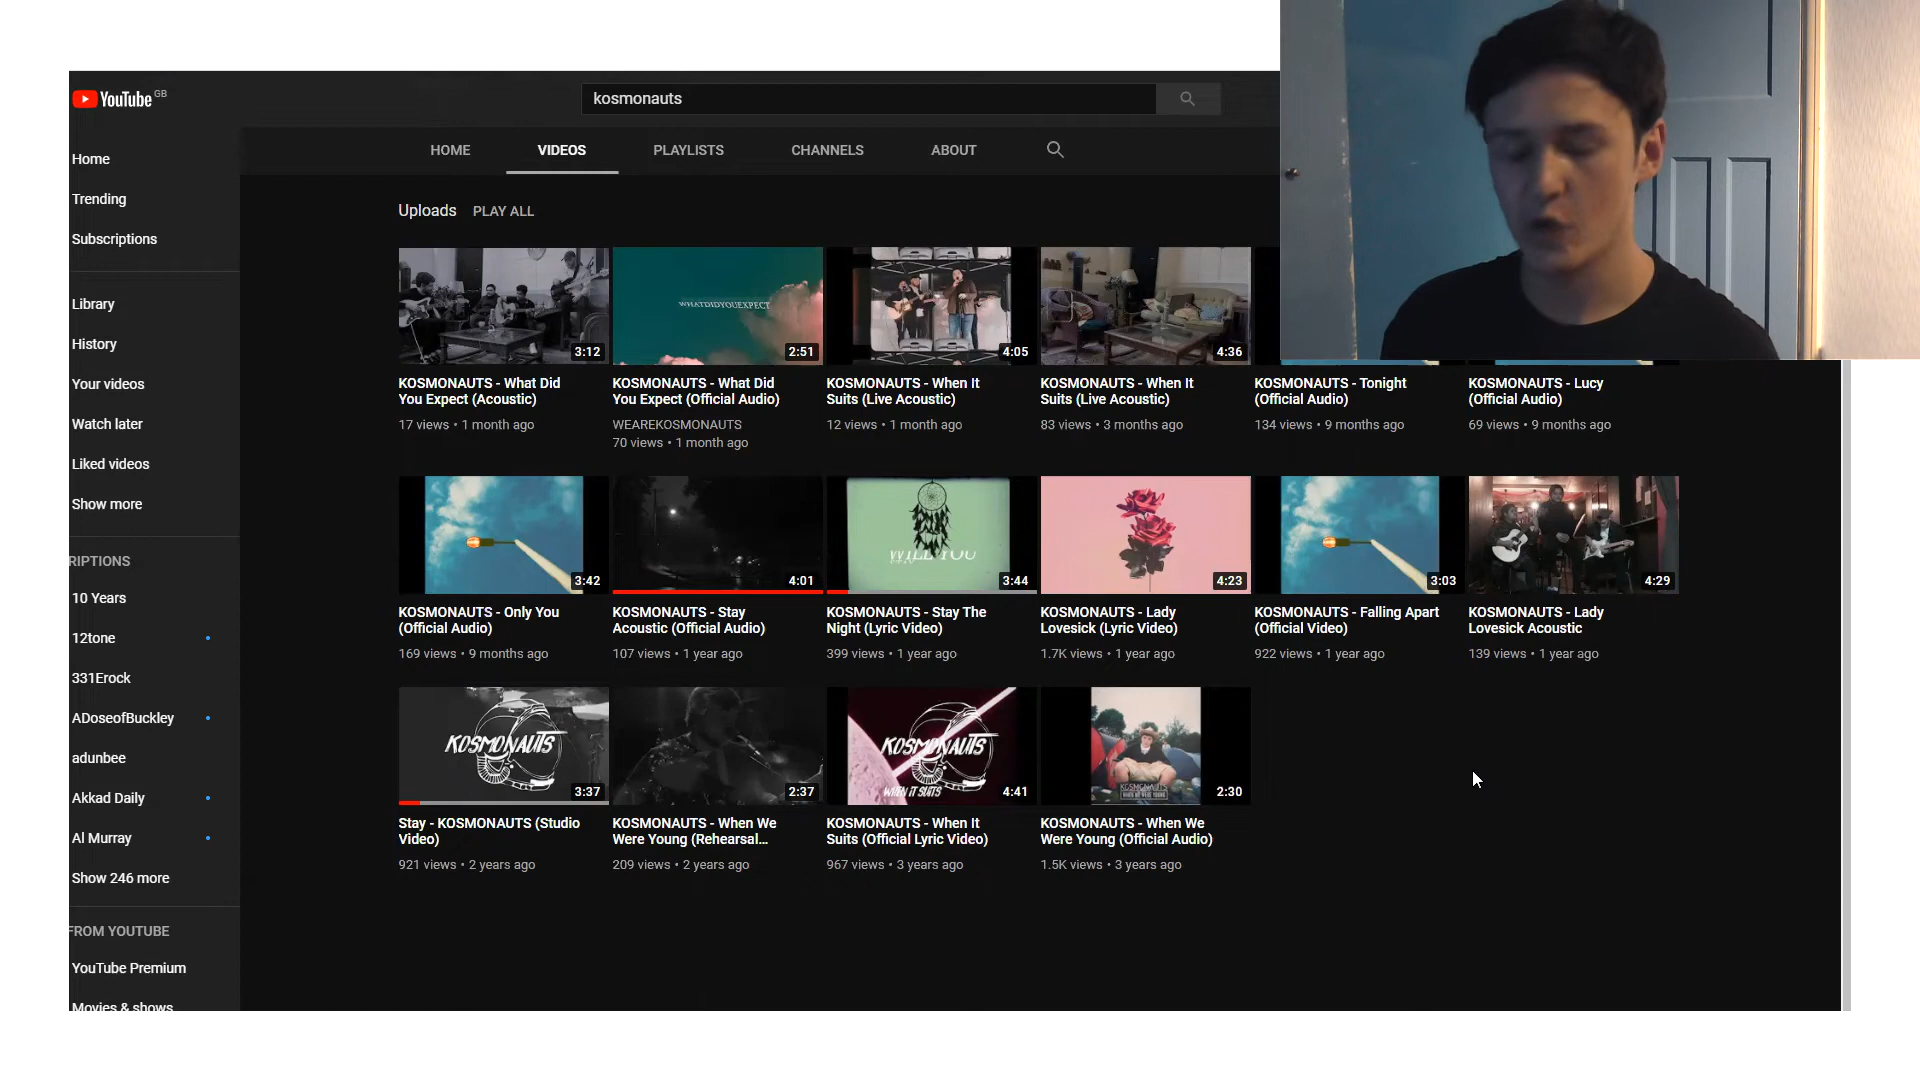 YouTube GB
kosmonauts
HOME
VIDEOS
PLAYLISTS
CHANNELS
ABOUT
Home
Trending
Subscriptions
Library
History
Your videos
Watch later
Liked videos
Show more
RIPTIONS
10 Years
12tone
331Erock
ADoseofBuckley
adunbee
Akkad Daily
Al Murray
Show 246 more
FROM YOUTUBE
YouTube Premium
Movies & shows
Uploads PLAY ALL
3:12
KOSMONAUTS - What Did
You Expect (Acoustic)
17 views • 1 month ago
WHATDIDYOUEXPECT
2:51
KOSMONAUTS - What Did
You Expect (Official Audio)
WEAREKOSMONAUTS
70 views • 1 month ago
4:05
KOSMONAUTS - When It
Suits (Live Acoustic)
12 views • 1 month ago
4:36
KOSMONAUTS - When It
Suits (Live Acoustic)
83 views • 3 months ago
KOSMONAUTS - Tonight
(Official Audio)
134 views • 9 months ago
KOSMONAUTS - Lucy
(Official Audio)
69 views • 9 months ago
3:42
KOSMONAUTS - Only You
(Official Audio)
169 views • 9 months ago
4:01
KOSMONAUTS - Stay
Acoustic (Official Audio)
107 views • 1 year ago
WILL YOU
3:44
KOSMONAUTS - Stay The
Night (Lyric Video)
399 views • 1 year ago
4:23
KOSMONAUTS - Lady
Lovesick (Lyric Video)
1.7K views • 1 year ago
3:03
KOSMONAUTS - Falling Apart
(Official Video)
922 views • 1 year ago
4:29
KOSMONAUTS - Lady
Lovesick Acoustic
139 views • 1 year ago
KOSMONAUTS
3:37
Stay - KOSMONAUTS (Studio
Video)
921 views • 2 years ago
2:37
KOSMONAUTS - When We
Were Young (Rehearsal...
209 views • 2 years ago
KOSMONAUTS
WHEN IT SUITS
4:41
KOSMONAUTS - When It
Suits (Official Lyric Video)
967 views • 3 years ago
KOSMONAUTS
WHEN WE WERE YOUNG
2:30
KOSMONAUTS - When We
Were Young (Official Audio)
1.5K views • 3 years ago